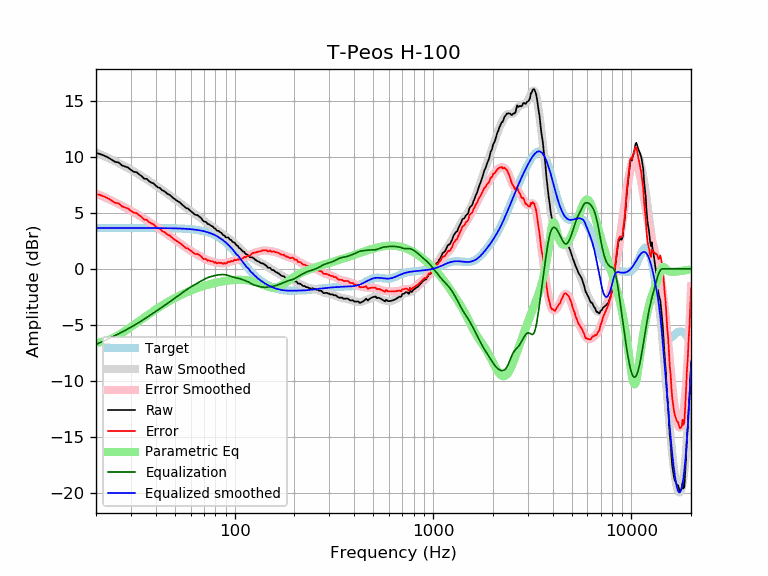 T-Peos H-100
Amplitude (dBr)
15
10
5
0
−5
−10
−15
−20
Target
Raw Smoothed
Error Smoothed
Raw
Error
Parametric Eq
Equalization
Equalized smoothed
100
1000
10000
Frequency (Hz)